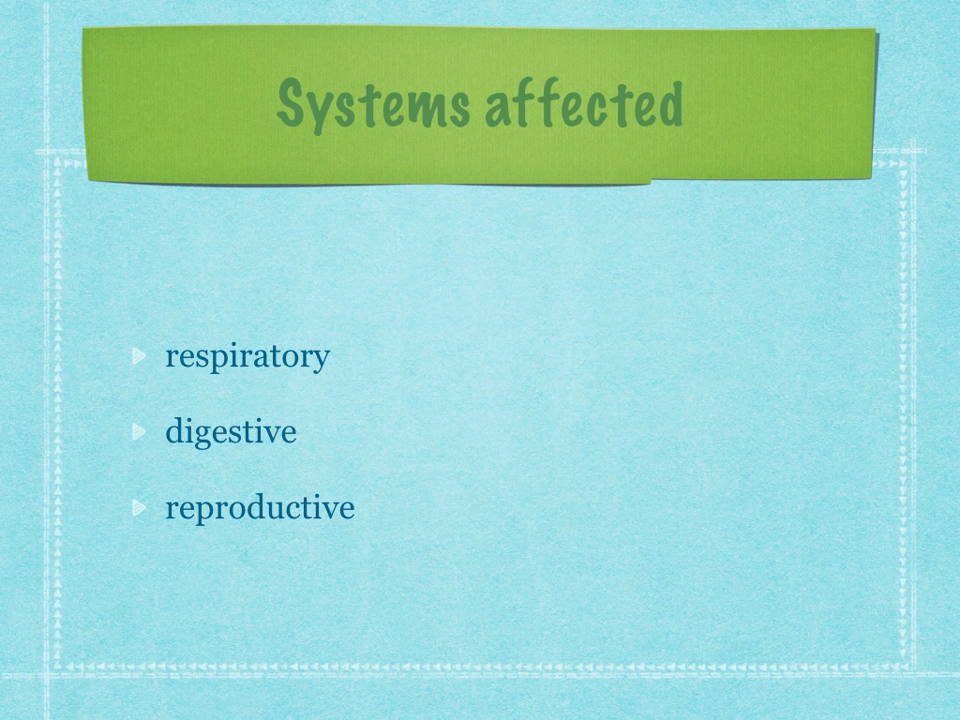 Systems affected
respiratory
digestive
reproductive